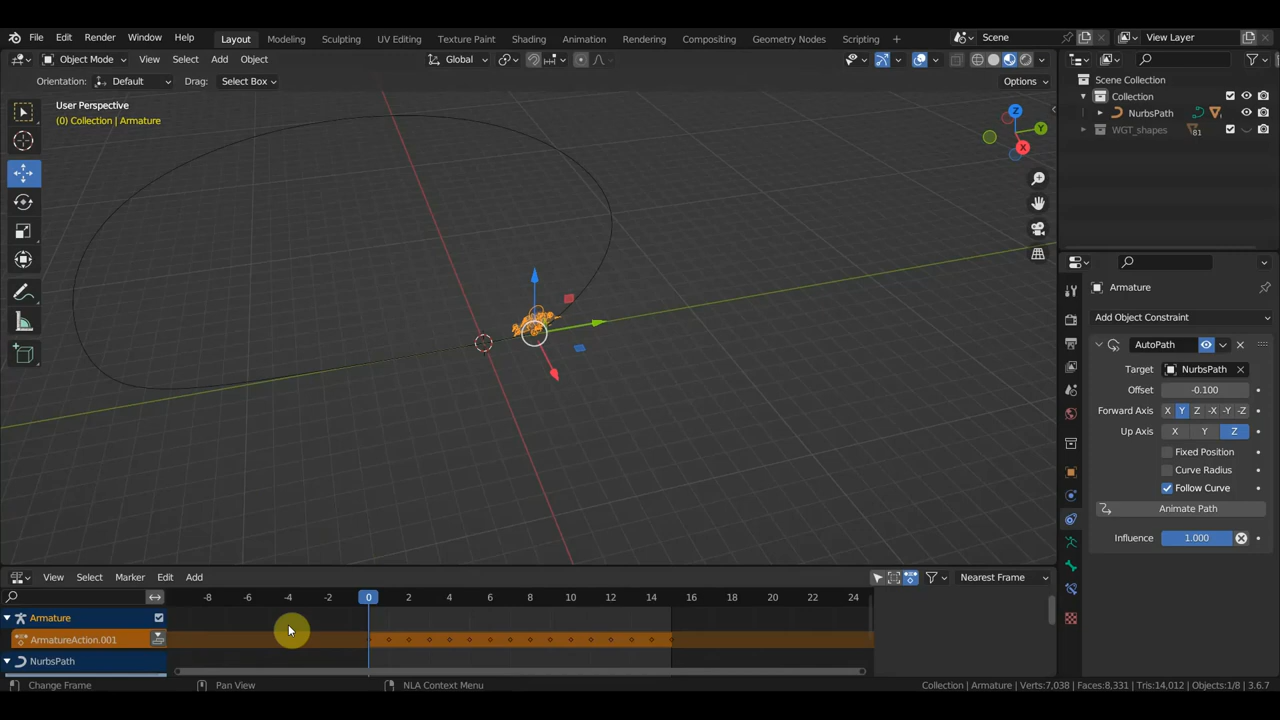 File Edit Render Window Help Layout Modeling Sculpting UV Editing Texture Paint Shading Animation Rendering Compositing Geometry Nodes Scripting + Scene View Layer
Object Mode View Select Add Object Global
Orientation: Default Drag: Select Box Options
User Perspective
(0) Collection | Armature
Z
Y
X
Scene Collection
Collection
NurbsPath
WGT_shapes 81
Armature
Add Object Constraint
AutoPath
Target NurbsPath
Offset -0.100
Forward Axis X Y Z -X -Y -Z
Up Axis X Y Z
Fixed Position
Curve Radius
Follow Curve
Animate Path
Influence 1.000
View Select Marker Edit Add Nearest Frame
-8 -6 -4 -2 0 2 4 6 8 10 12 14 16 18 20 22 24
Armature
ArmatureAction.001
NurbsPath
Change Frame Pan View NLA Context Menu Collection | Armature | Verts:7,038 | Faces:8,331 | Tris:14,012 | Objects:1/8 | 3.6.7